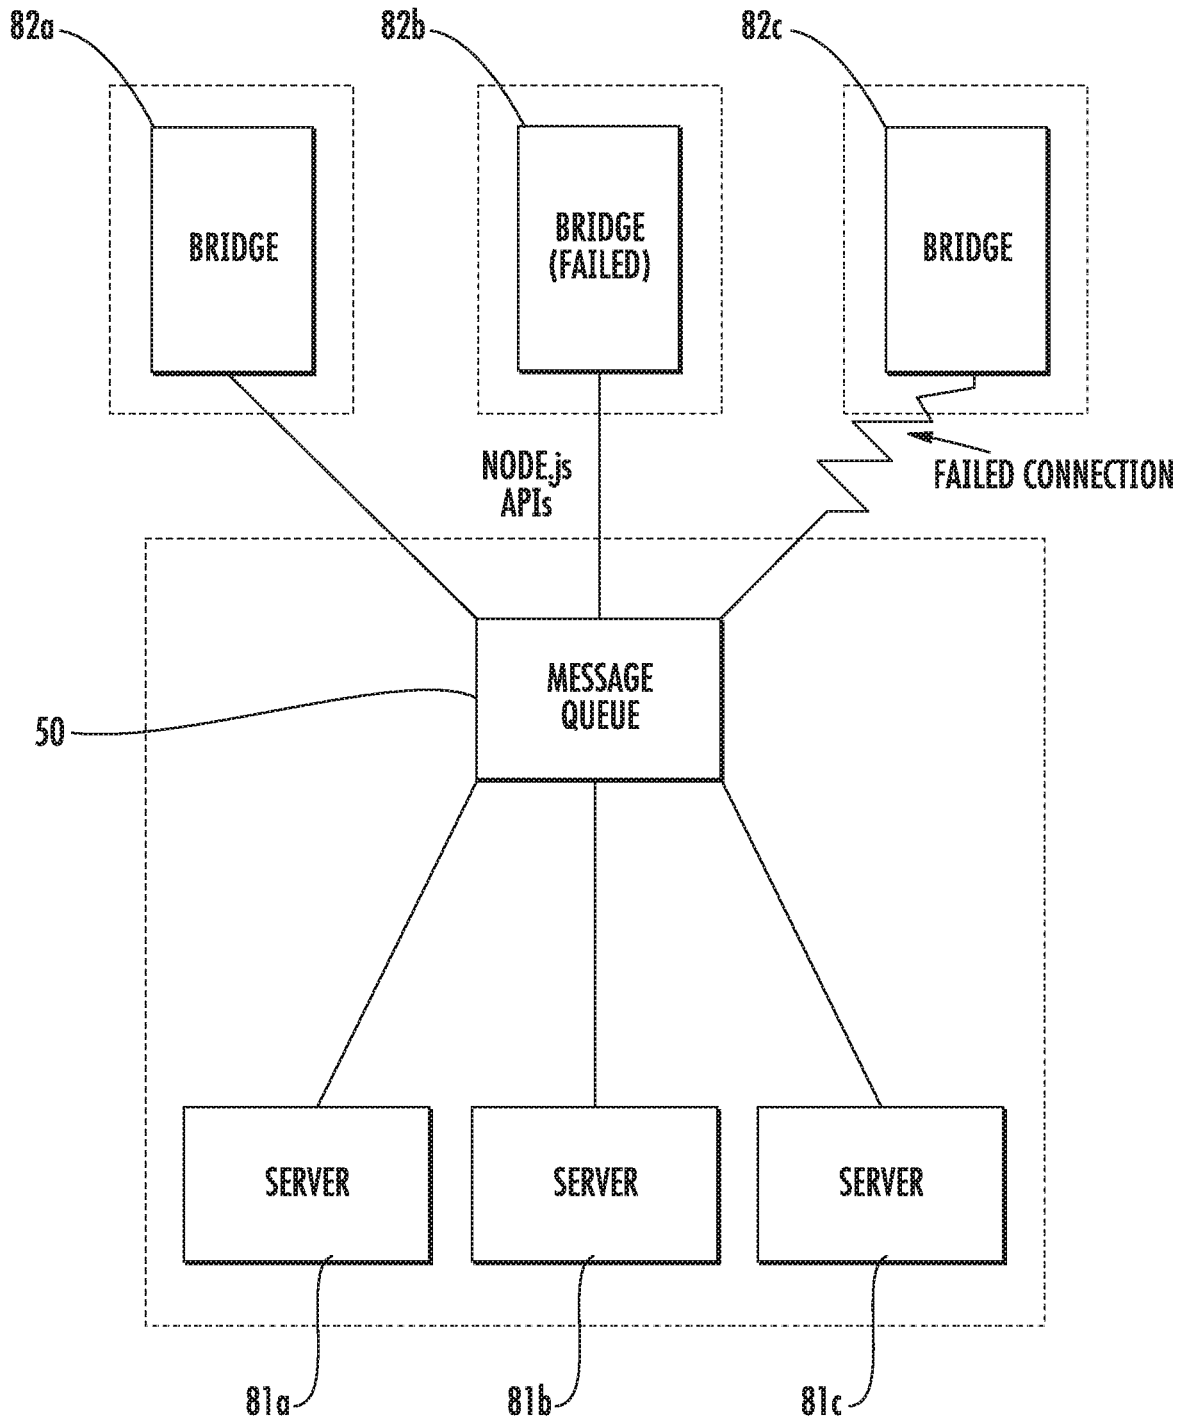 82a
82b
82c
BRIDGE
BRIDGE
(FAILED)
BRIDGE
NODE.js
APIs
FAILED CONNECTION
MESSAGE
QUEUE
50
SERVER
SERVER
SERVER
81a
81b
81c